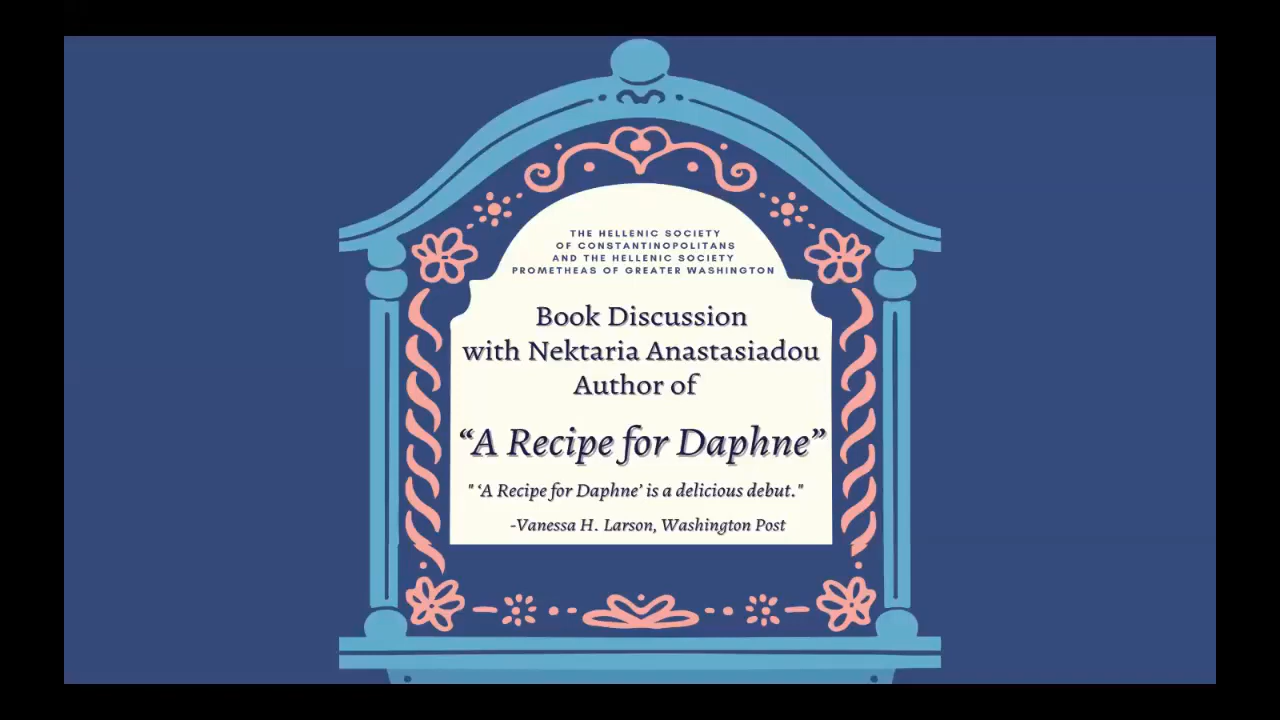 THE HELLENIC SOCIETY
OF CONSTANTINOPOLITANS
AND THE HELLENIC SOCIETY
PROMETHEAS OF GREATER WASHINGTON
Book Discussion
with Nektaria Anastasiadou
Author of
“A Recipe for Daphne”
" ‘A Recipe for Daphne’ is a delicious debut."
-Vanessa H. Larson, Washington Post